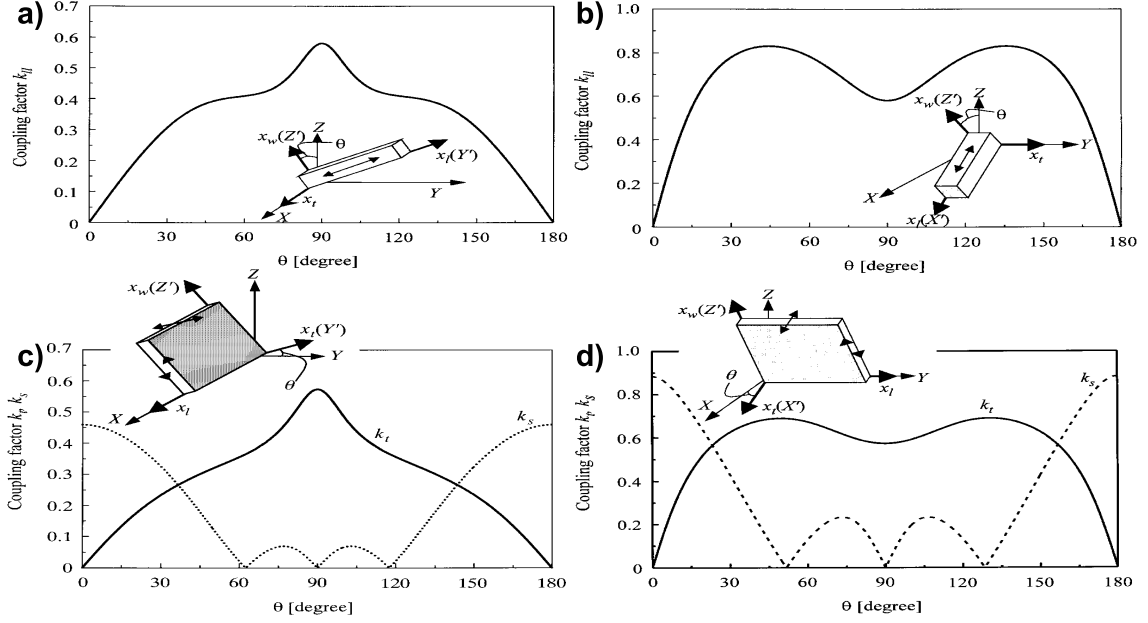 a)
0.7
0.6
0.5
0.4
0.3
0.2
0.1
0
Coupling factor kll
0 30 60 90 120 150 180
θ [degree]
xw(Z′)
Z
θ
xl(Y′)
Y
xt
X
b)
1.0
0.8
0.6
0.4
0.2
0
Coupling factor kll
0 30 60 90 120 150 180
θ [degree]
xw(Z′)
Z
θ
xt
Y
X
xl(X′)
c)
0.7
0.6
0.5
0.4
0.3
0.2
0.1
0
Coupling factor kt, ks
0 30 60 90 120 150 180
θ [degree]
xw(Z′)
Z
xt(Y′)
Y
θ
X
xl
kt
ks
d)
1.0
0.8
0.6
0.4
0.2
0
Coupling factor kt, ks
0 30 60 90 120 150 180
θ [degree]
xw(Z′)
Z
θ
X
xt(X′)
xl
Y
kt
ks